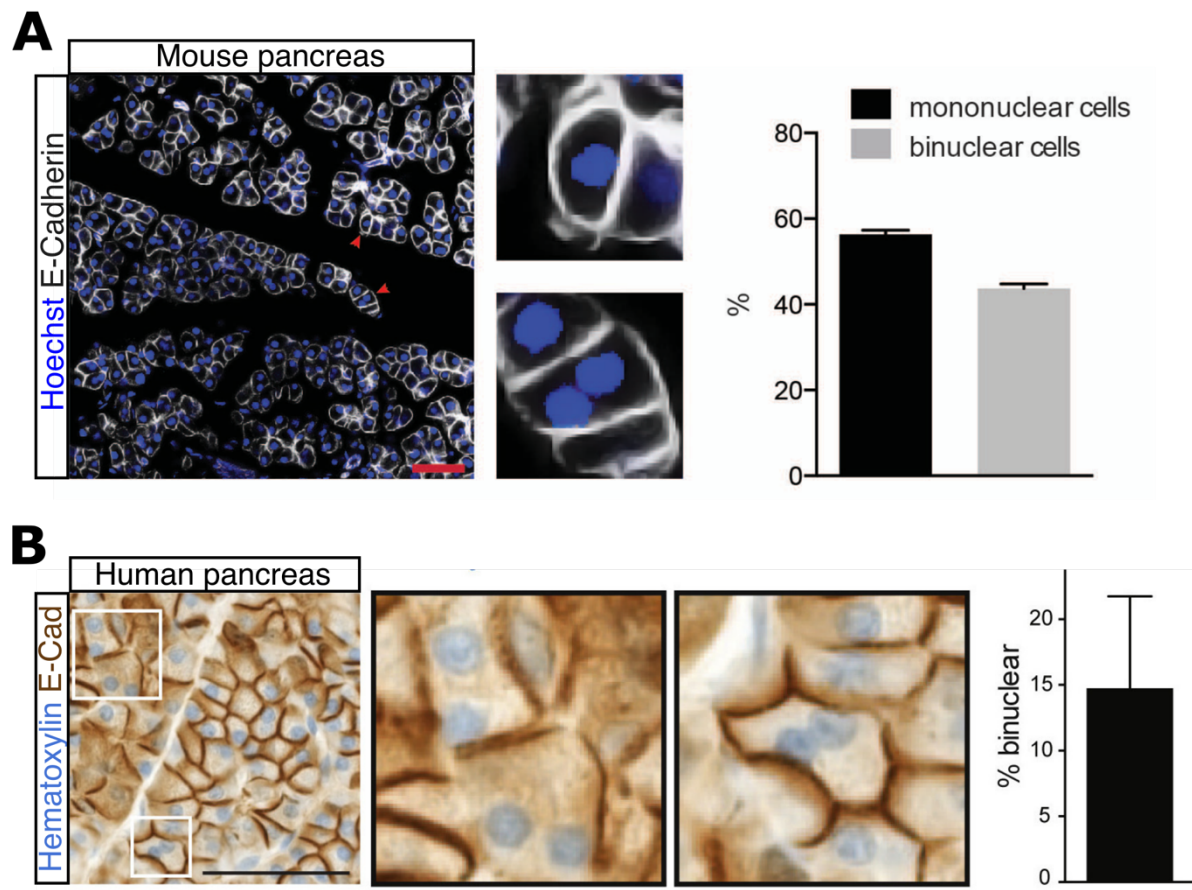 A
Mouse pancreas
Hoechst E-Cadherin
mononuclear cells
binuclear cells
%
80
60
40
20
0
B
Human pancreas
Hematoxylin E-Cad
% binuclear
20
15
10
5
0